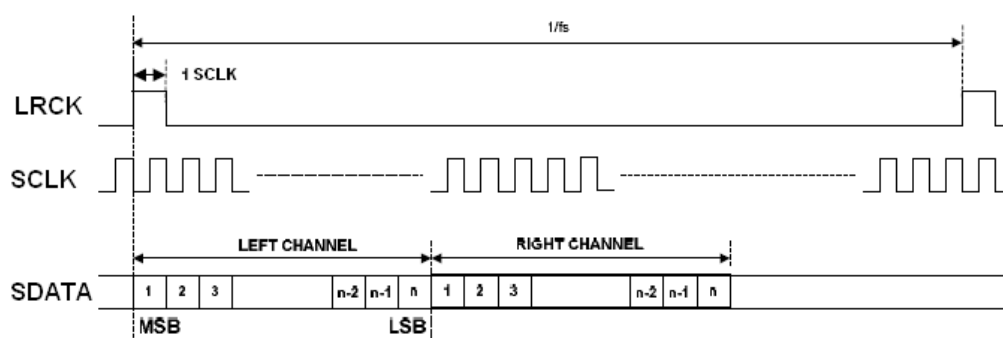 1/fs
1 SCLK
LRCK
SCLK
LEFT CHANNEL RIGHT CHANNEL
SDATA 1 2 3 n-2 n-1 n 1 2 3 n-2 n-1 n
MSB LSB